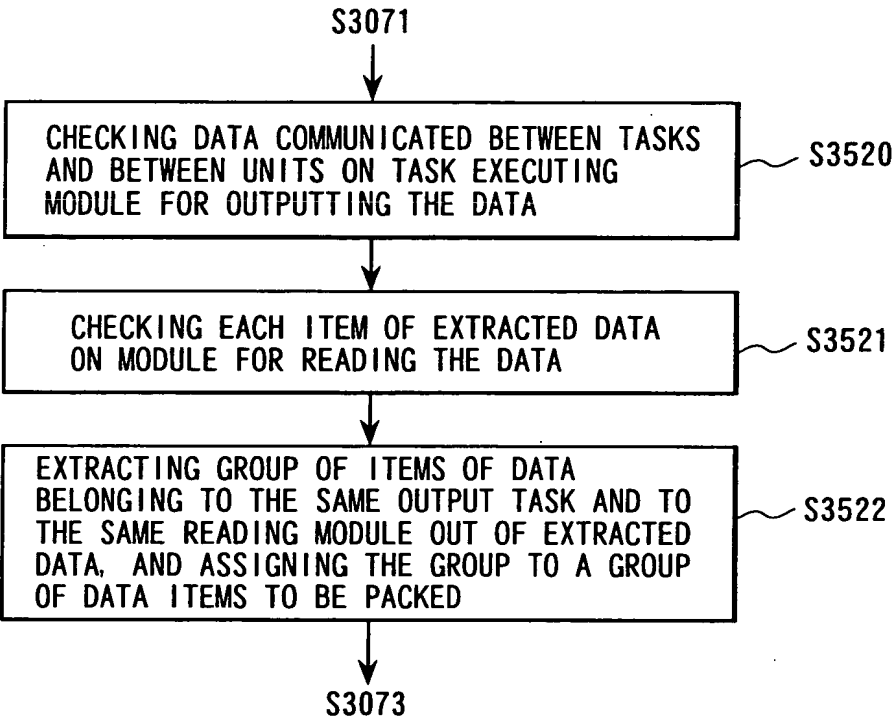 S3071
CHECKING DATA COMMUNICATED BETWEEN TASKS
AND BETWEEN UNITS ON TASK EXECUTING
MODULE FOR OUTPUTTING THE DATA
S3520
CHECKING EACH ITEM OF EXTRACTED DATA
ON MODULE FOR READING THE DATA
S3521
EXTRACTING GROUP OF ITEMS OF DATA
BELONGING TO THE SAME OUTPUT TASK AND TO
THE SAME READING MODULE OUT OF EXTRACTED
DATA, AND ASSIGNING THE GROUP TO A GROUP
OF DATA ITEMS TO BE PACKED
S3522
S3073